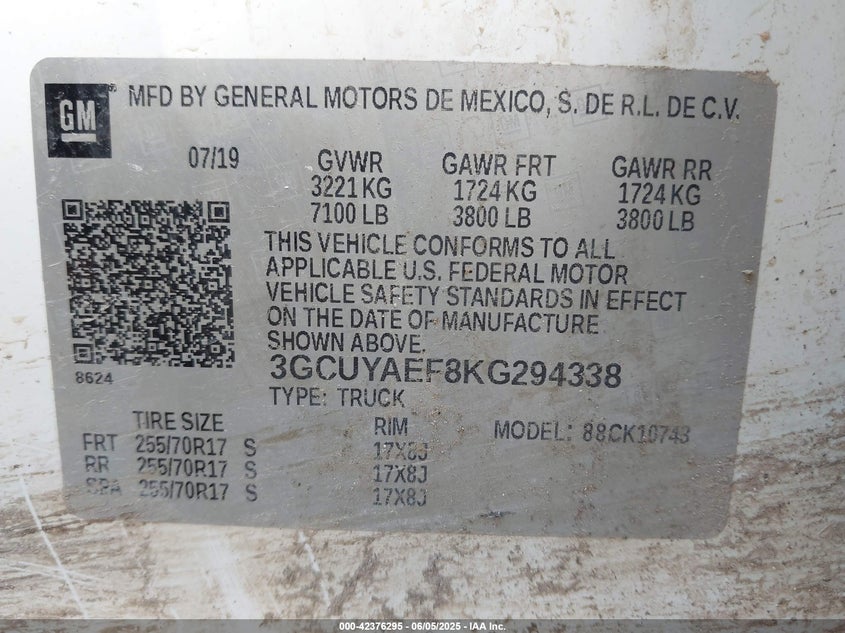 GM
MFD BY GENERAL MOTORS DE MEXICO, S. DE R.L. DE C.V.
07/19 GVWR GAWR FRT GAWR RR
3221 KG 1724 KG 1724 KG
7100 LB 3800 LB 3800 LB
THIS VEHICLE CONFORMS TO ALL
APPLICABLE U.S. FEDERAL MOTOR
VEHICLE SAFETY STANDARDS IN EFFECT
ON THE DATE OF MANUFACTURE
SHOWN ABOVE.
8624
3GCUYAEF8KG294338
TYPE: TRUCK
TIRE SIZE RIM MODEL: 88CK10743
FRT 255/70R17 S 17X8J
RR 255/70R17 S 17X8J
SPA 255/70R17 S 17X8J
000-42376295 - 06/05/2025 - IAA Inc.